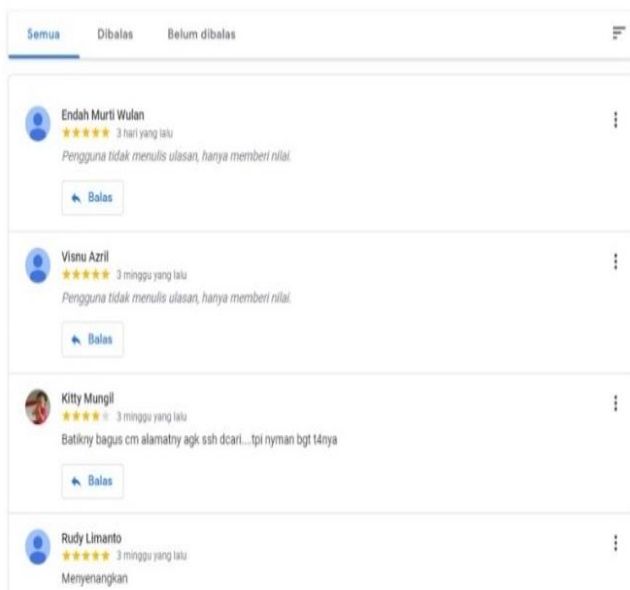 Semua Dibalas Belum dibalas
Endah Murti Wulan
3 hari yang lalu
Pengguna tidak menulis ulasan, hanya memberi nilai.
Balas
Visnu Azril
3 minggu yang lalu
Pengguna tidak menulis ulasan, hanya memberi nilai.
Balas
Kitty Mungil
3 minggu yang lalu
Batikny bagus cm alamatny agk ssh dcari....tpi nyman bgt t4nya
Balas
Rudy Limanto
3 minggu yang lalu
Menyenangkan